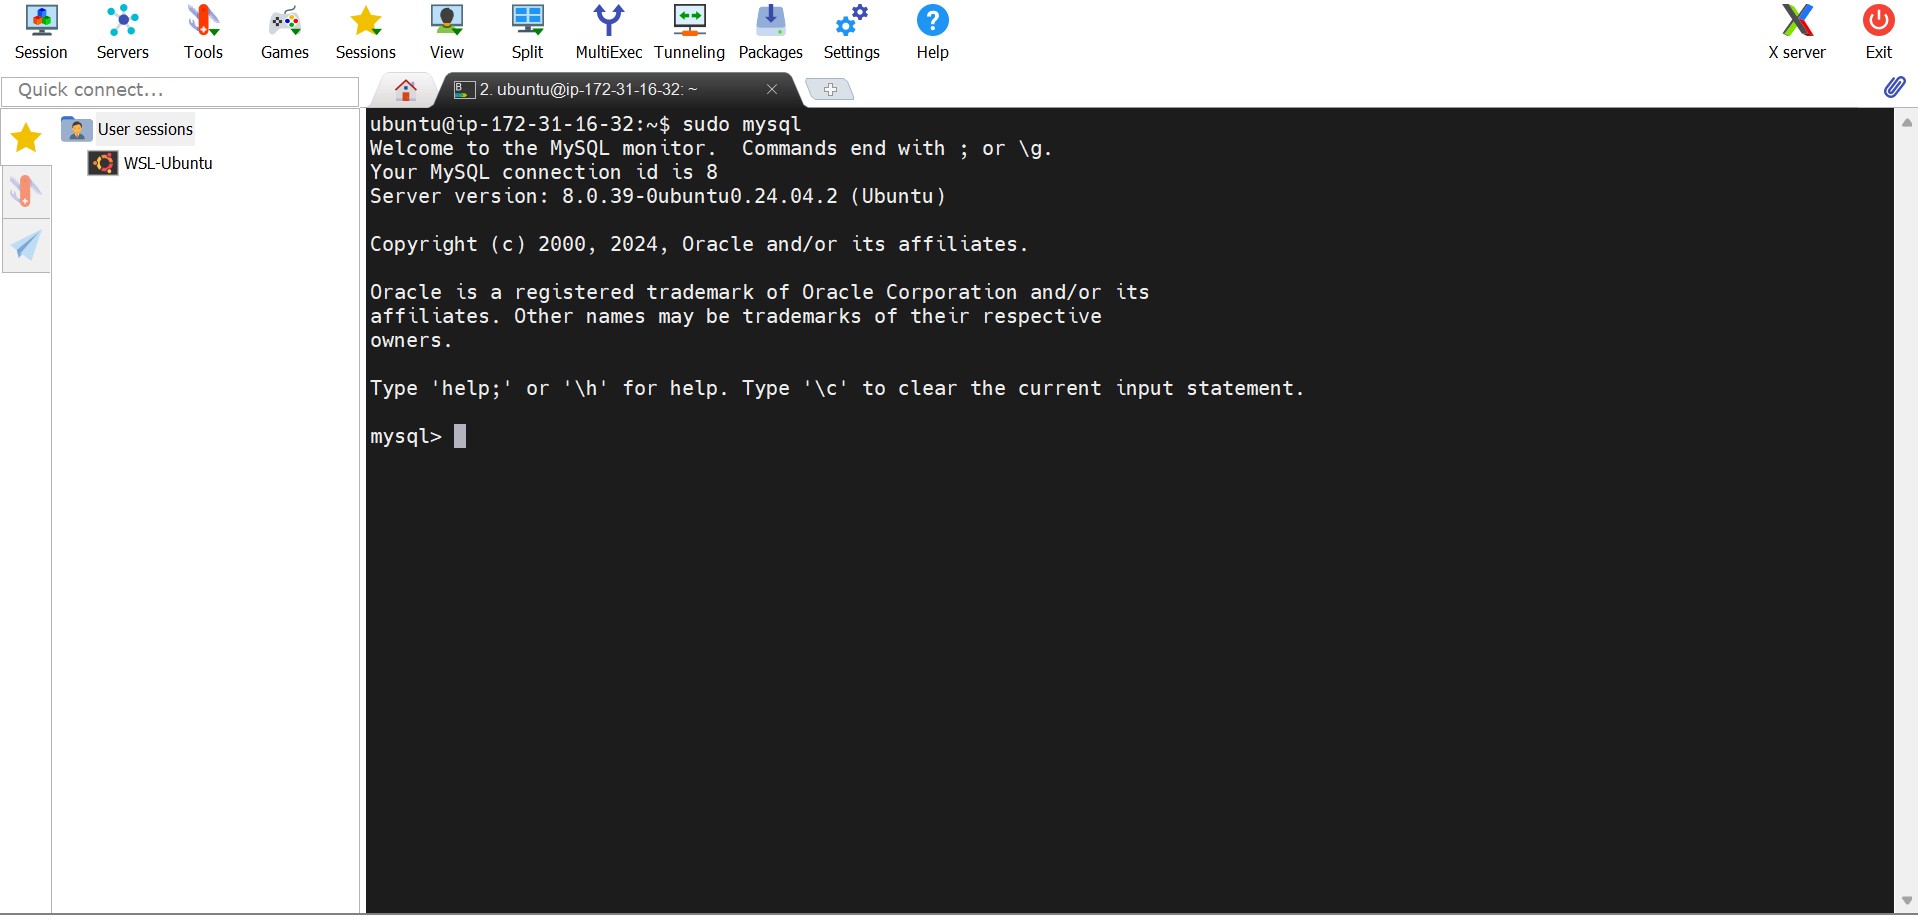 Session Servers Tools Games Sessions View Split MultiExec Tunneling Packages Settings Help X server Exit
Quick connect...
2. ubuntu@ip-172-31-16-32: ~
User sessions
WSL-Ubuntu
ubuntu@ip-172-31-16-32:~$ sudo mysql
Welcome to the MySQL monitor.  Commands end with ; or \g.
Your MySQL connection id is 8
Server version: 8.0.39-0ubuntu0.24.04.2 (Ubuntu)
Copyright (c) 2000, 2024, Oracle and/or its affiliates.
Oracle is a registered trademark of Oracle Corporation and/or its
affiliates. Other names may be trademarks of their respective
owners.
Type 'help;' or '\h' for help. Type '\c' to clear the current input statement.
mysql>